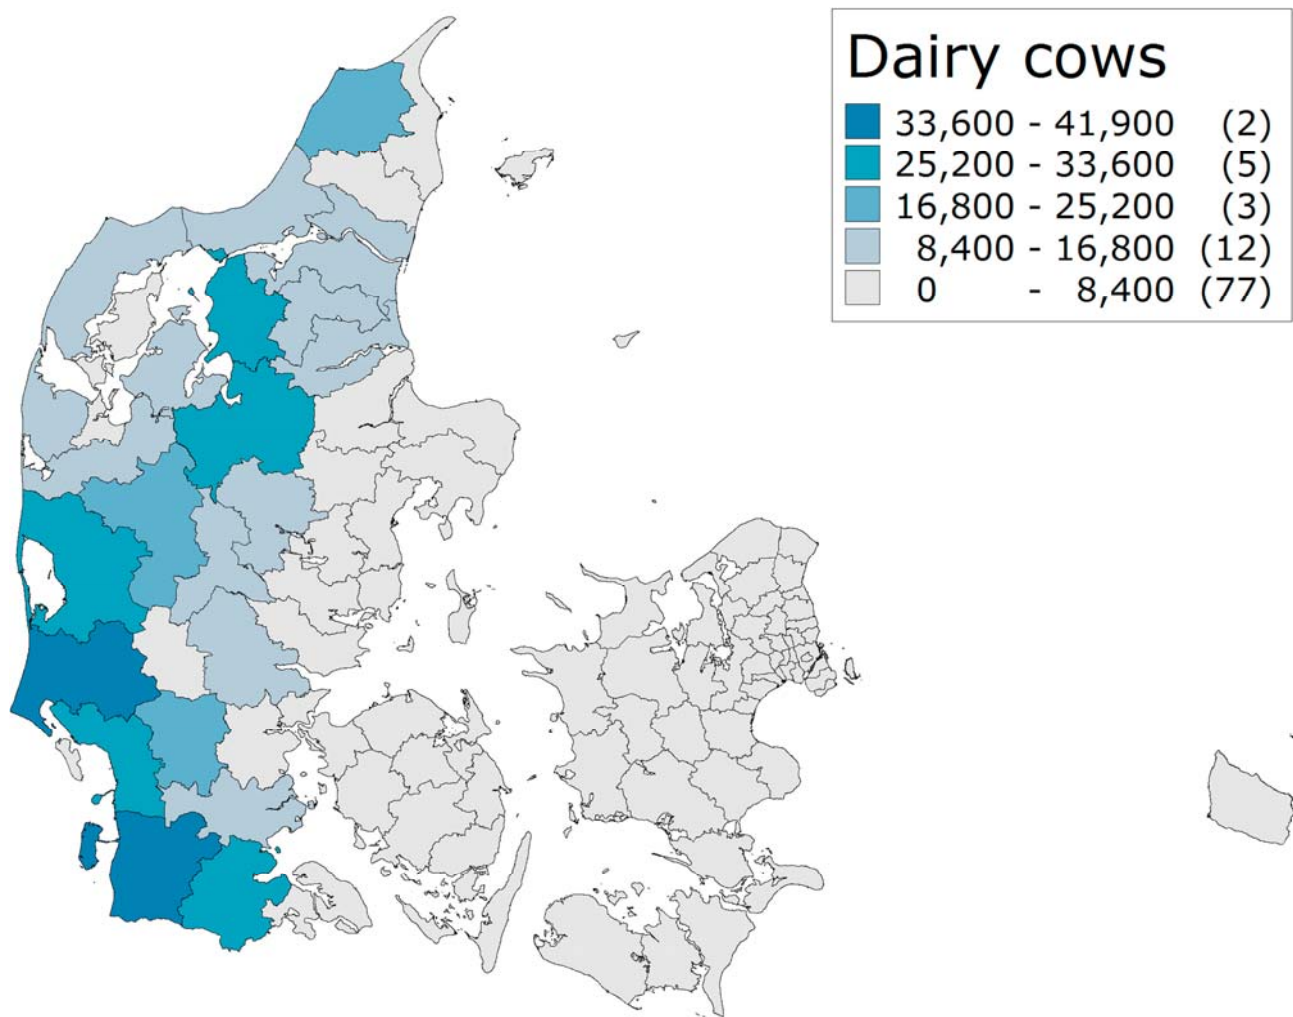 Dairy cows
33,600 - 41,900 (2)
25,200 - 33,600 (5)
16,800 - 25,200 (3)
8,400 - 16,800 (12)
0 - 8,400 (77)